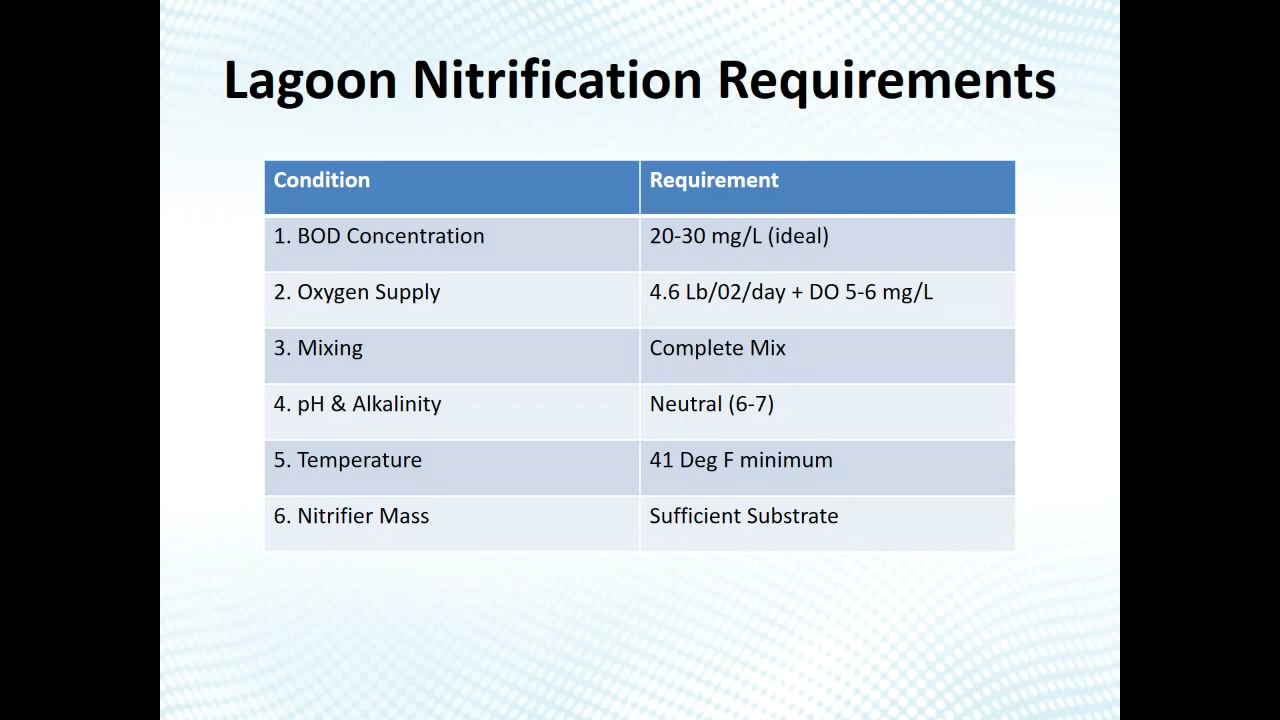 Lagoon Nitrification Requirements
Condition Requirement
1. BOD Concentration 20-30 mg/L (ideal)
2. Oxygen Supply 4.6 Lb/02/day + DO 5-6 mg/L
3. Mixing Complete Mix
4. pH & Alkalinity Neutral (6-7)
5. Temperature 41 Deg F minimum
6. Nitrifier Mass Sufficient Substrate